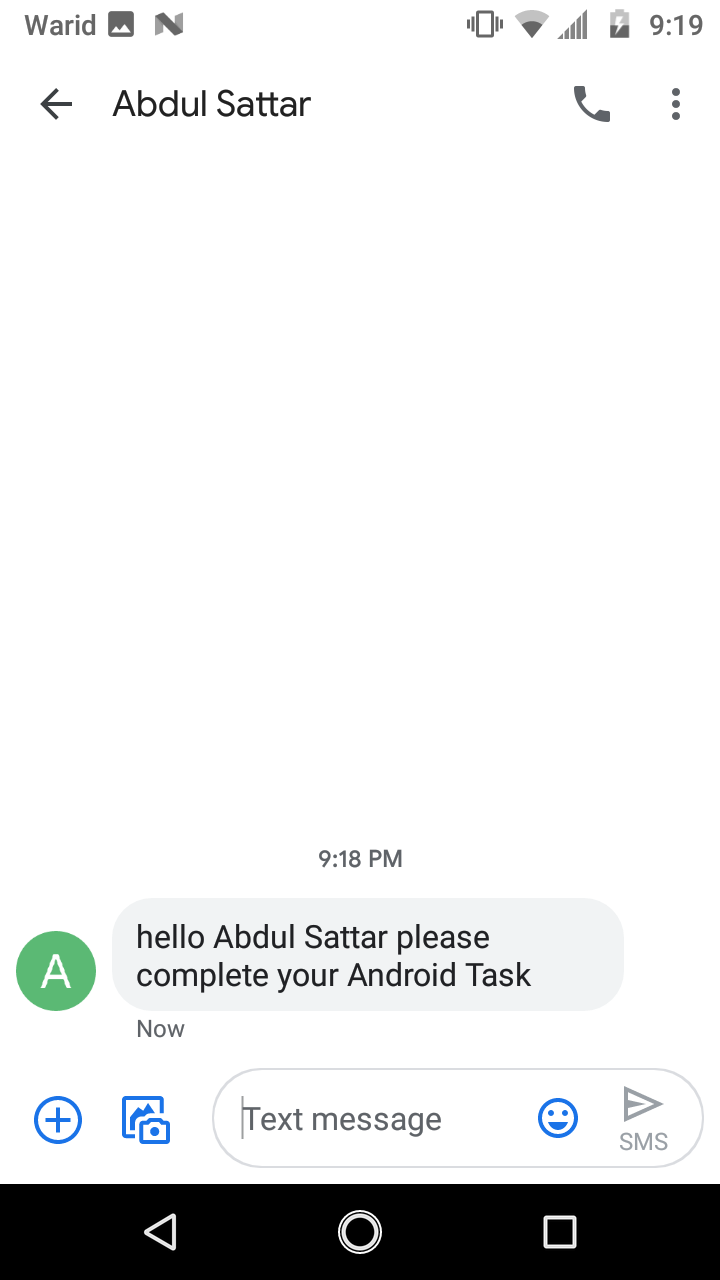 Warid 9:19
Abdul Sattar
9:18 PM
hello Abdul Sattar please
complete your Android Task
A
Now
Text message
SMS